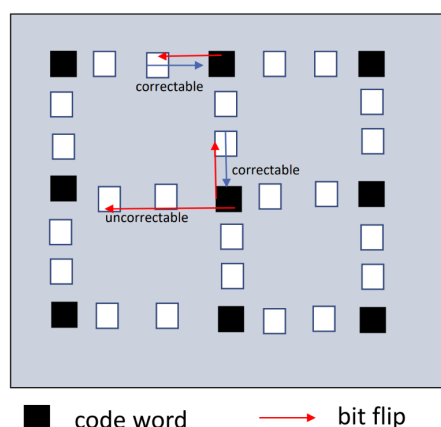 correctable
correctable
uncorrectable
code word
bit flip